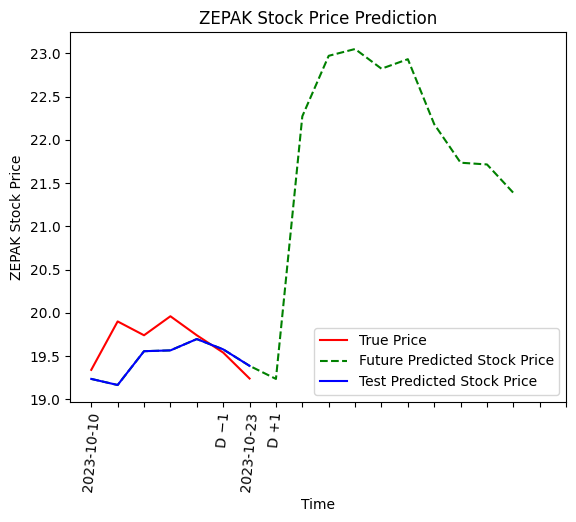 ZEPAK Stock Price Prediction
ZEPAK Stock Price
23.0
22.5
22.0
21.5
21.0
20.5
20.0
19.5
19.0
True Price
Future Predicted Stock Price
Test Predicted Stock Price
2023-10-10
D −1
2023-10-23
D +1
Time